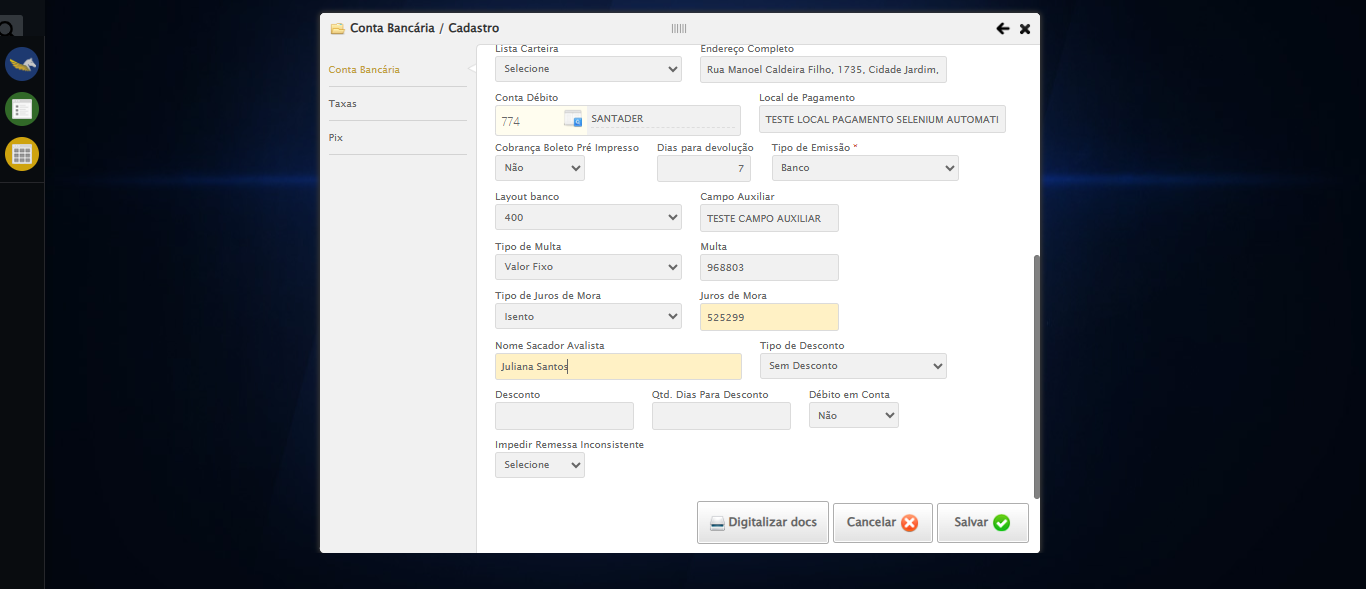 Conta Bancária / Cadastro
Conta Bancária
Taxas
Pix
Lista Carteira
Endereço Completo
Selecione
Rua Manoel Caldeira Filho, 1735, Cidade Jardim,
Conta Débito
Local de Pagamento
774
SANTADER
TESTE LOCAL PAGAMENTO SELENIUM AUTOMATI
Cobrança Boleto Pré Impresso
Dias para devolução
Tipo de Emissão *
Não
7
Banco
Layout banco
Campo Auxiliar
400
TESTE CAMPO AUXILIAR
Tipo de Multa
Multa
Valor Fixo
968803
Tipo de Juros de Mora
Juros de Mora
Isento
525299
Nome Sacador Avalista
Tipo de Desconto
Juliana Santos
Sem Desconto
Desconto
Qtd. Dias Para Desconto
Débito em Conta
Não
Impedir Remessa Inconsistente
Selecione
Digitalizar docs
Cancelar
Salvar